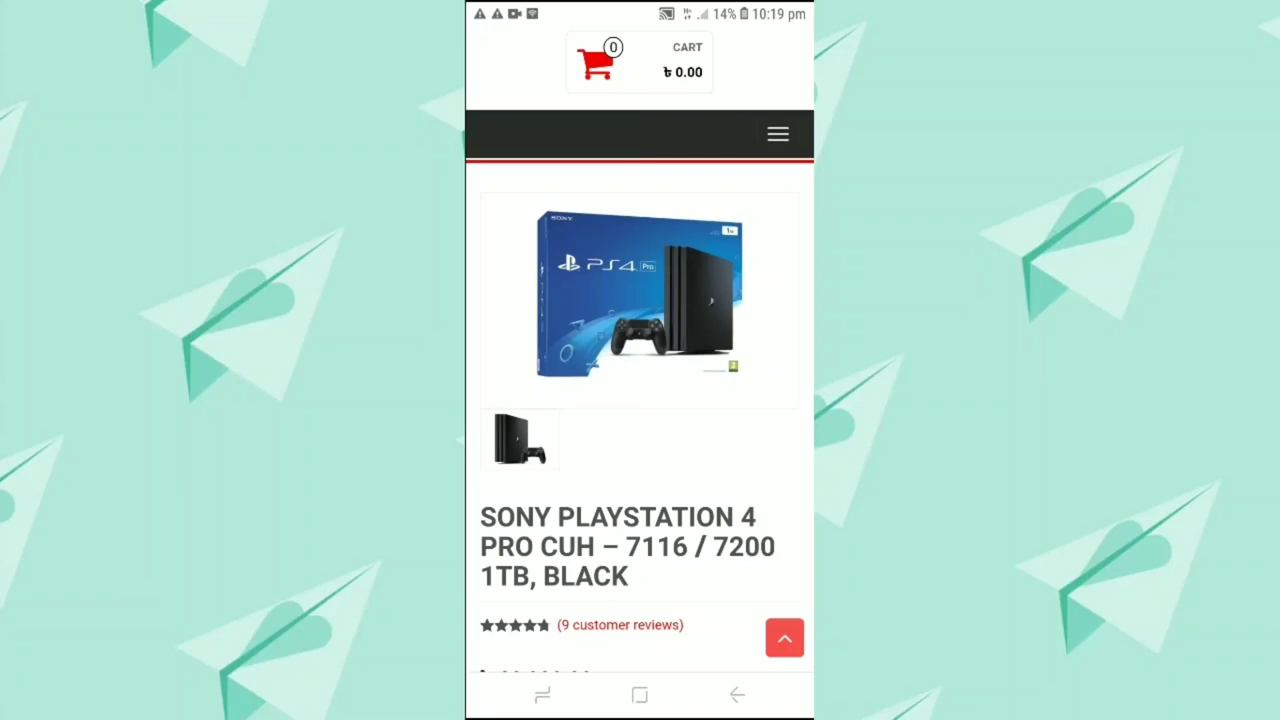 14% 10:19 pm
0
CART
৳ 0.00
SONY
1TB
PS4 Pro
SONY PLAYSTATION 4
PRO CUH – 7116 / 7200
1TB, BLACK
(9 customer reviews)